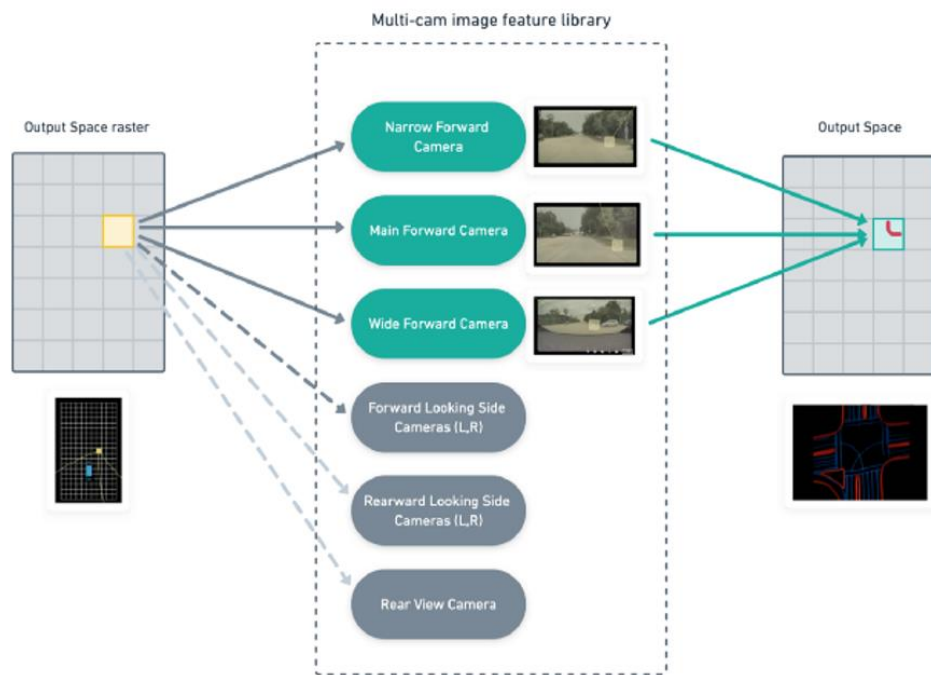 Multi-cam image feature library
Output Space raster
Output Space
Narrow Forward
Camera
Main Forward Camera
Wide Forward Camera
Forward Looking Side
Cameras (L,R)
Rearward Looking Side
Cameras (L,R)
Rear View Camera